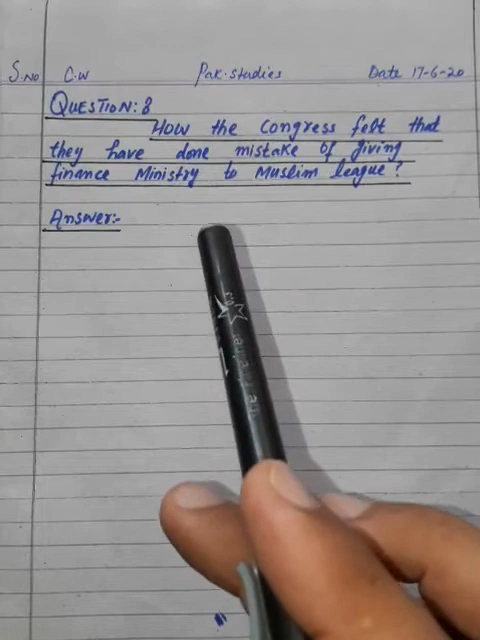 S.NO C.W Pak.studies Date 17-6-20
QUESTION: 8
How the Congress felt that
they have done mistake of giving
finance Ministry to Muslim league?
Answer:-